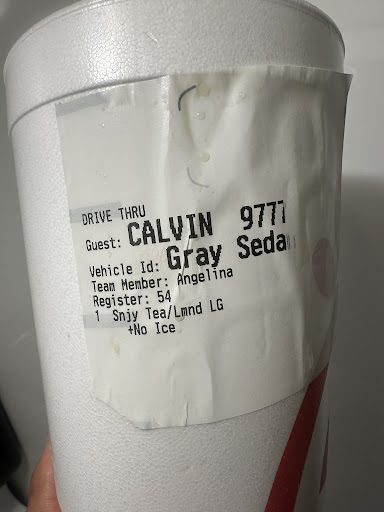 DRIVE THRU
Guest: CALVIN 9777
Vehicle Id: Gray Sedan
Team Member: Angelina
Register: 54
1 Snjy Tea/Lmnd LG
+No Ice